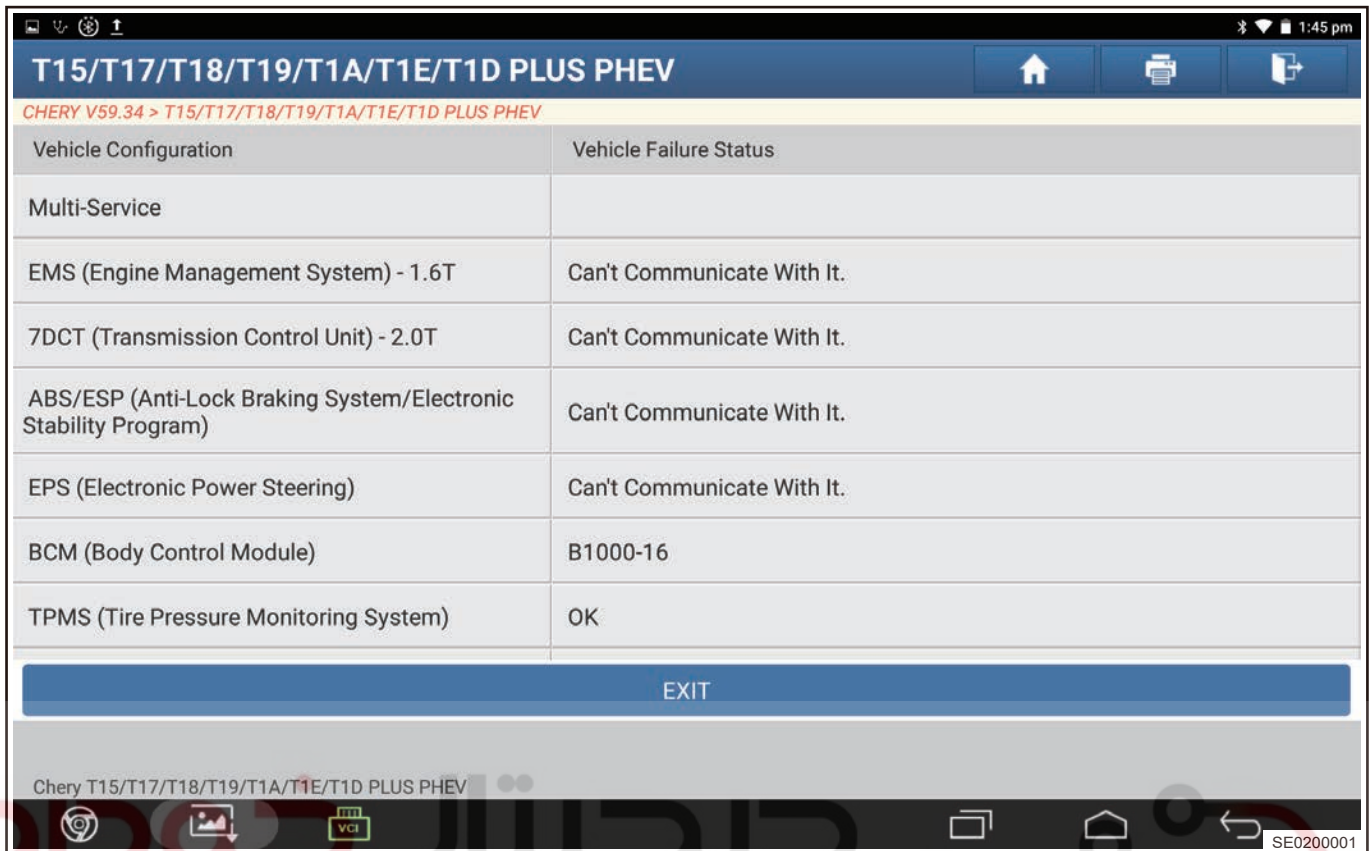 1:45 pm
T15/T17/T18/T19/T1A/T1E/T1D PLUS PHEV
CHERY V59.34 > T15/T17/T18/T19/T1A/T1E/T1D PLUS PHEV
Vehicle Configuration Vehicle Failure Status
Multi-Service
EMS (Engine Management System) - 1.6T Can't Communicate With It.
7DCT (Transmission Control Unit) - 2.0T Can't Communicate With It.
ABS/ESP (Anti-Lock Braking System/Electronic
Stability Program) Can't Communicate With It.
EPS (Electronic Power Steering) Can't Communicate With It.
BCM (Body Control Module) B1000-16
TPMS (Tire Pressure Monitoring System) OK
EXIT
Chery T15/T17/T18/T19/T1A/T1E/T1D PLUS PHEV
VCI
SE0200001